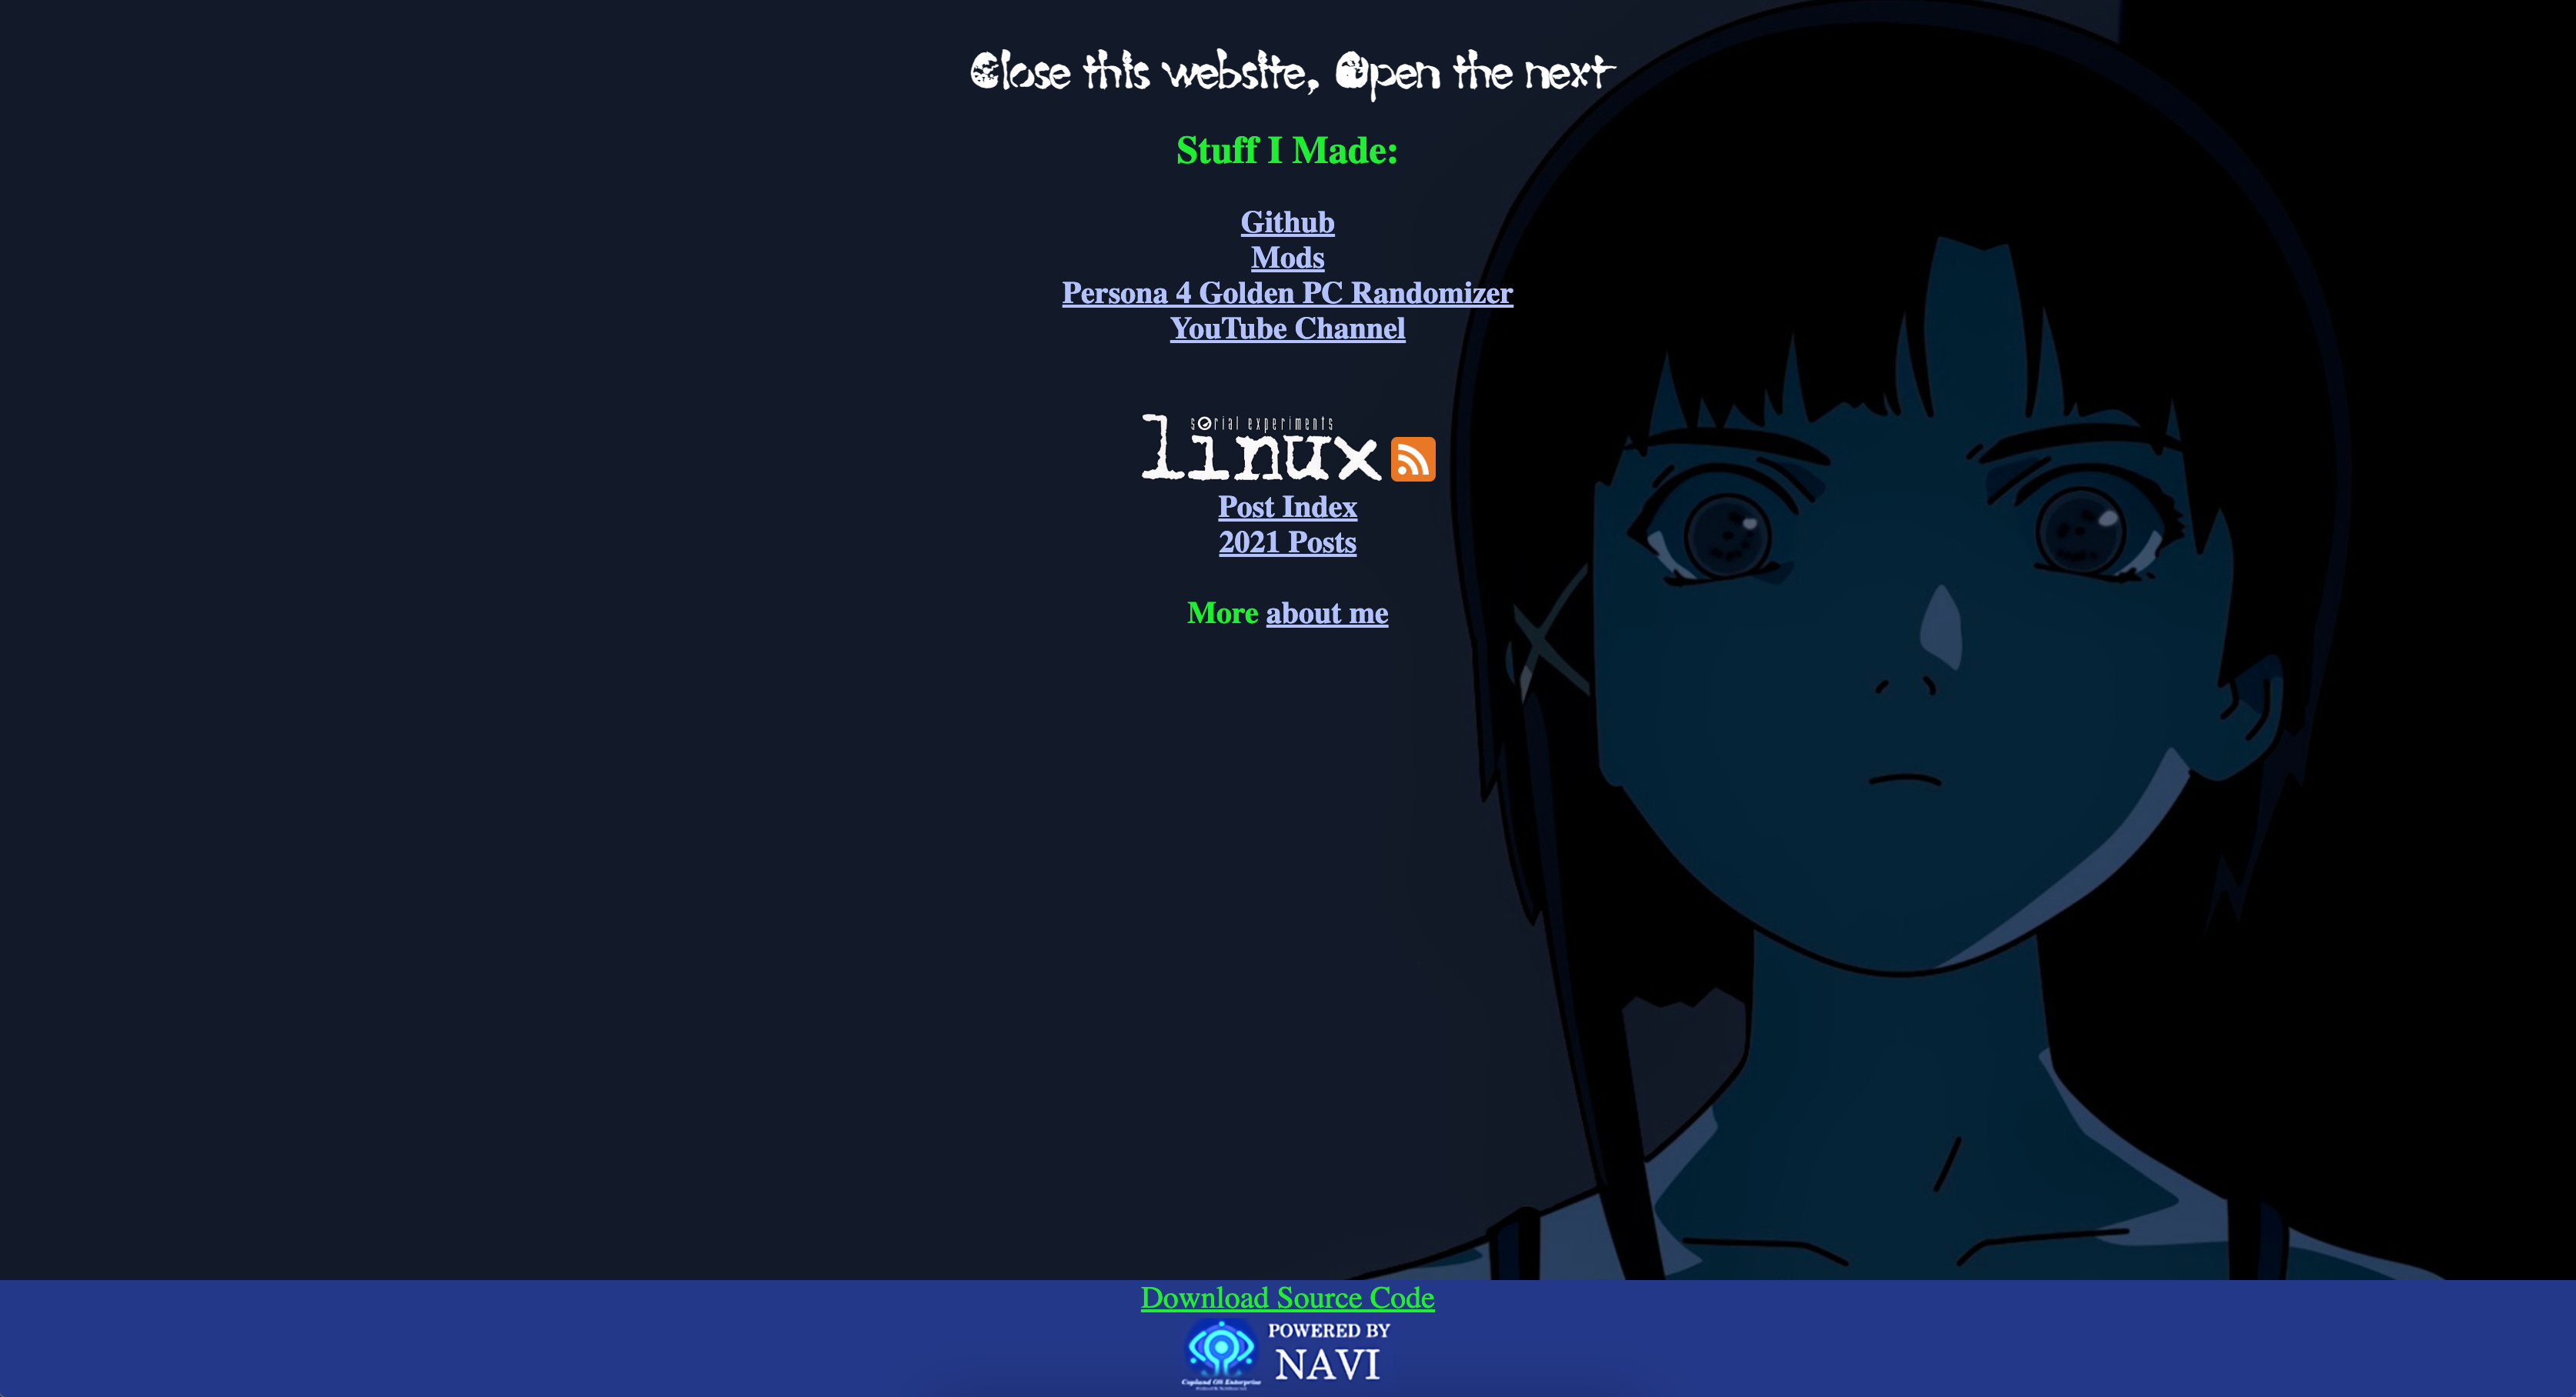 Close this website, Open the next
Stuff I Made:
Github
Mods
Persona 4 Golden PC Randomizer
YouTube Channel
serial experiments
linux
Post Index
2021 Posts
More about me
Download Source Code
POWERED BY
NAVI
Copland OS Enterprise